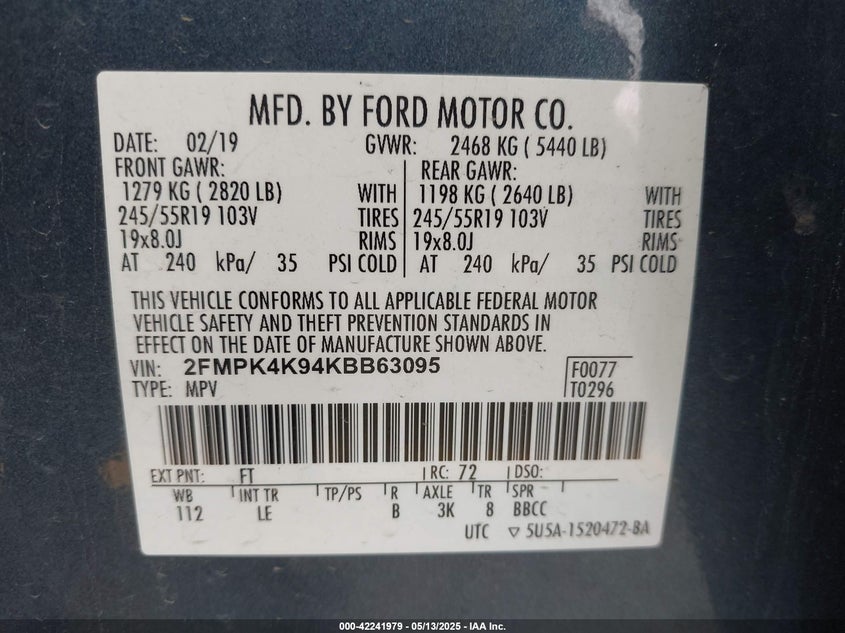 MFD. BY FORD MOTOR CO.
DATE: 02/19 GVWR: 2468 KG ( 5440 LB)
FRONT GAWR: REAR GAWR:
1279 KG ( 2820 LB) WITH 1198 KG ( 2640 LB) WITH
245/55R19 103V TIRES 245/55R19 103V TIRES
19x8.0J RIMS 19x8.0J RIMS
AT 240 kPa/ 35 PSI COLD AT 240 kPa/ 35 PSI COLD
THIS VEHICLE CONFORMS TO ALL APPLICABLE FEDERAL MOTOR
VEHICLE SAFETY AND THEFT PREVENTION STANDARDS IN
EFFECT ON THE DATE OF MANUFACTURE SHOWN ABOVE.
VIN: 2FMPK4K94KBB63095 F0077
TYPE: MPV T0296
EXT PNT: FT RC: 72 DSO:
WB INT TR TP/PS R AXLE TR SPR
112 LE B 3K 8 BBCC
UTC ▽ 5U5A-1520472-BA
000-42241979 - 05/13/2025 - IAA Inc.